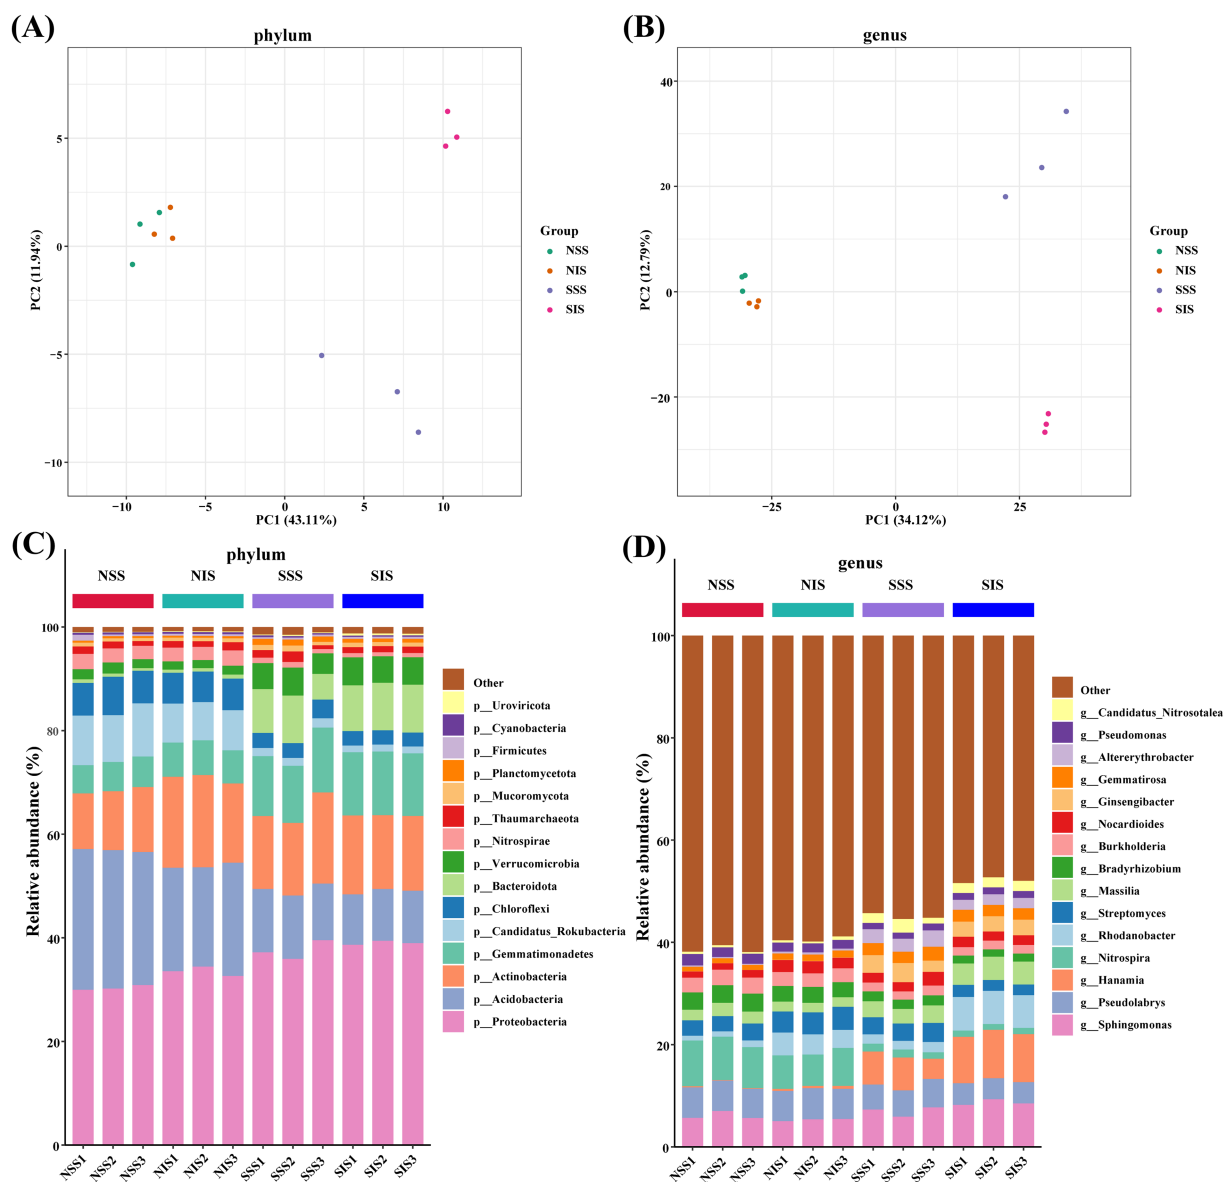 (A)
phylum
5
0
−5
−10
−10
−5
0
5
10
PC1 (43.11%)
PC2 (11.94%)
Group
NSS
NIS
SSS
SIS
(B)
genus
40
20
0
−20
−25
0
25
PC1 (34.12%)
PC2 (12.79%)
Group
NSS
NIS
SSS
SIS
(C)
phylum
NSS
NIS
SSS
SIS
100
80
60
40
20
0
Relative abundance (%)
NSS1
NSS2
NSS3
NIS1
NIS2
NIS3
SSS1
SSS2
SSS3
SIS1
SIS2
SIS3
Other
p__Uroviricota
p__Cyanobacteria
p__Firmicutes
p__Planctomycetota
p__Mucoromycota
p__Thaumarchaeota
p__Nitrospirae
p__Verrucomicrobia
p__Bacteroidota
p__Chloroflexi
p__Candidatus_Rokubacteria
p__Gemmatimonadetes
p__Actinobacteria
p__Acidobacteria
p__Proteobacteria
(D)
genus
NSS
NIS
SSS
SIS
100
80
60
40
20
0
Relative abundance (%)
NSS1
NSS2
NSS3
NIS1
NIS2
NIS3
SSS1
SSS2
SSS3
SIS1
SIS2
SIS3
Other
g__Candidatus_Nitrosotalea
g__Pseudomonas
g__Altererythrobacter
g__Gemmatirosa
g__Ginsengibacter
g__Nocardioides
g__Burkholderia
g__Bradyrhizobium
g__Massilia
g__Streptomyces
g__Rhodanobacter
g__Nitrospira
g__Hanamia
g__Pseudolabrys
g__Sphingomonas